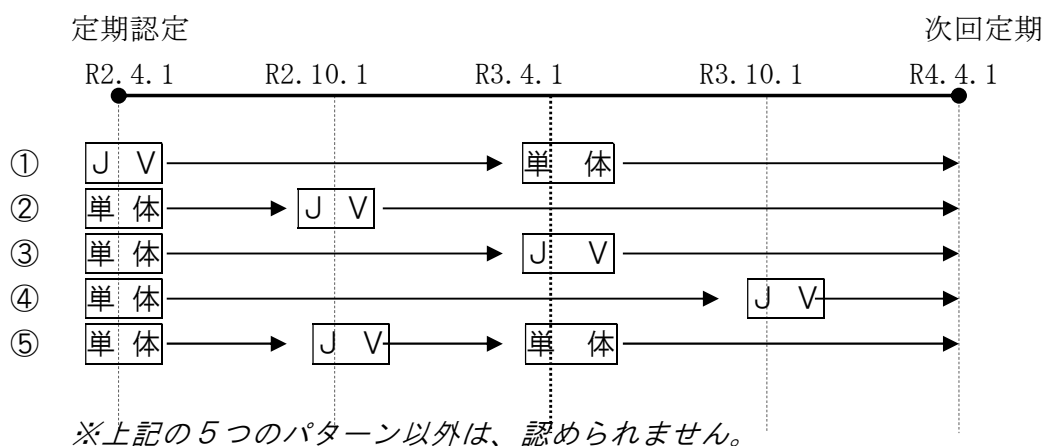 定期認定 次回定期
R2.4.1 R2.10.1 R3.4.1 R3.10.1 R4.4.1
① ＪＶ 単体
② 単体 ＪＶ
③ 単体 ＪＶ
④ 単体 ＪＶ
⑤ 単体 ＪＶ 単体
※上記の５つのパターン以外は、認められません。